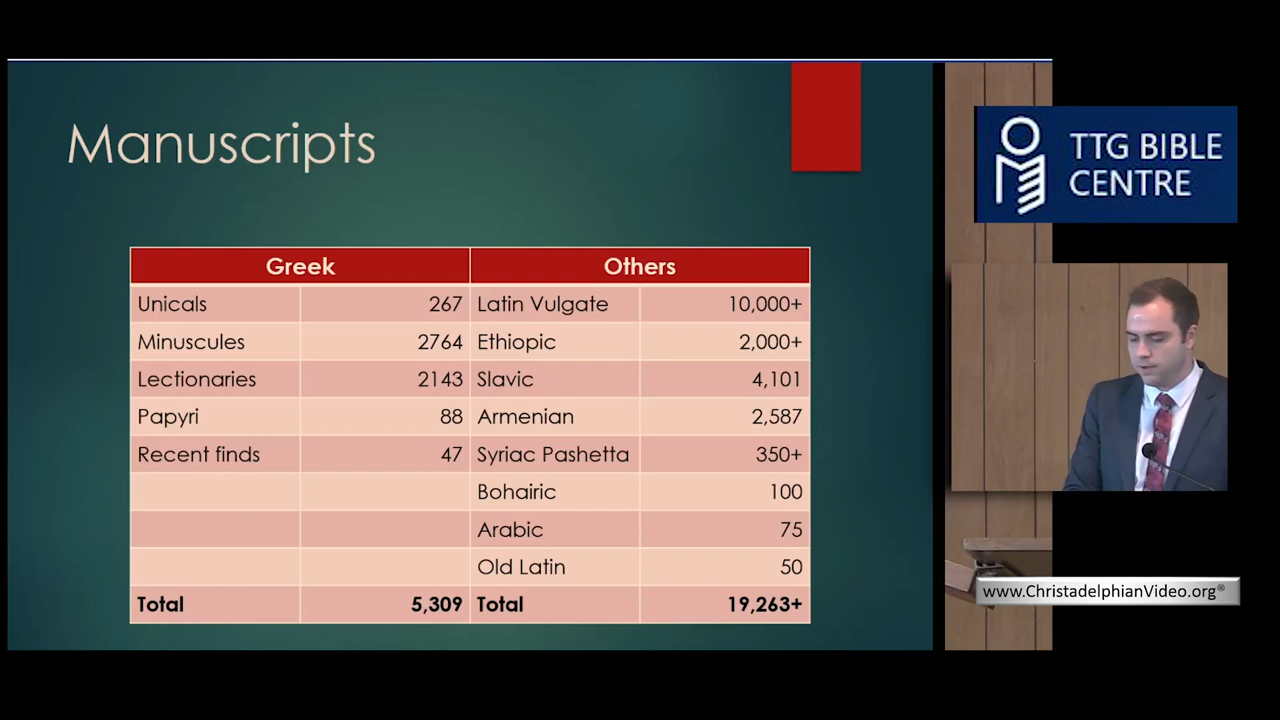 Manuscripts
Greek Others
Unicals 267 Latin Vulgate 10,000+
Minuscules 2764 Ethiopic 2,000+
Lectionaries 2143 Slavic 4,101
Papyri 88 Armenian 2,587
Recent finds 47 Syriac Pashetta 350+
Bohairic 100
Arabic 75
Old Latin 50
Total 5,309 Total 19,263+
TTG BIBLE
CENTRE
www.ChristadelphianVideo.org®